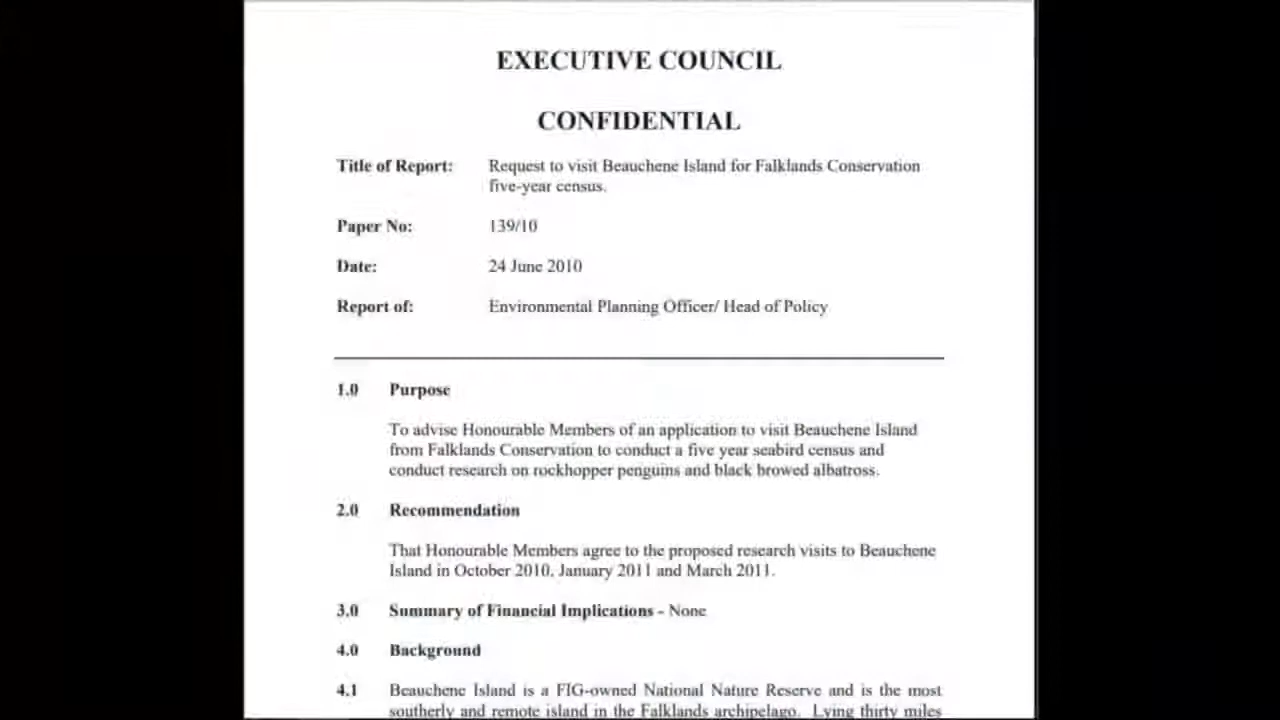 EXECUTIVE COUNCIL
CONFIDENTIAL
Title of Report: Request to visit Beauchene Island for Falklands Conservation
five-year census.
Paper No: 139/10
Date: 24 June 2010
Report of: Environmental Planning Officer/ Head of Policy
1.0 Purpose
To advise Honourable Members of an application to visit Beauchene Island
from Falklands Conservation to conduct a five year seabird census and
conduct research on rockhopper penguins and black browed albatross.
2.0 Recommendation
That Honourable Members agree to the proposed research visits to Beauchene
Island in October 2010, January 2011 and March 2011.
3.0 Summary of Financial Implications - None
4.0 Background
4.1 Beauchene Island is a FIG-owned National Nature Reserve and is the most
southerly and remote island in the Falklands archipelago. Lying thirty miles